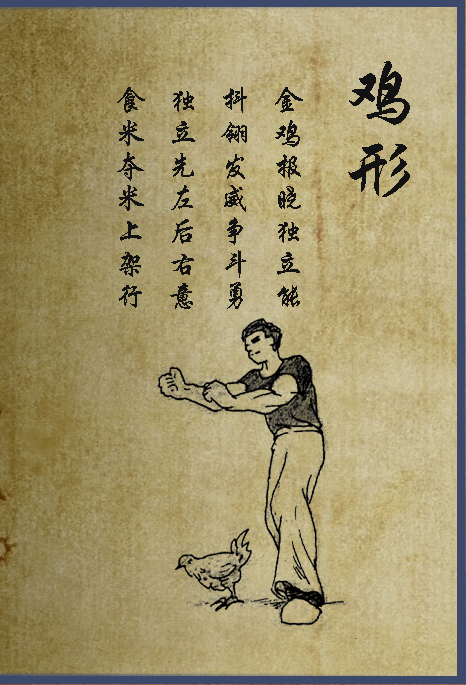 鸡形
金鸡报晓独立能
抖翎发威争斗勇
独立先左后右意
食米夺米上架行